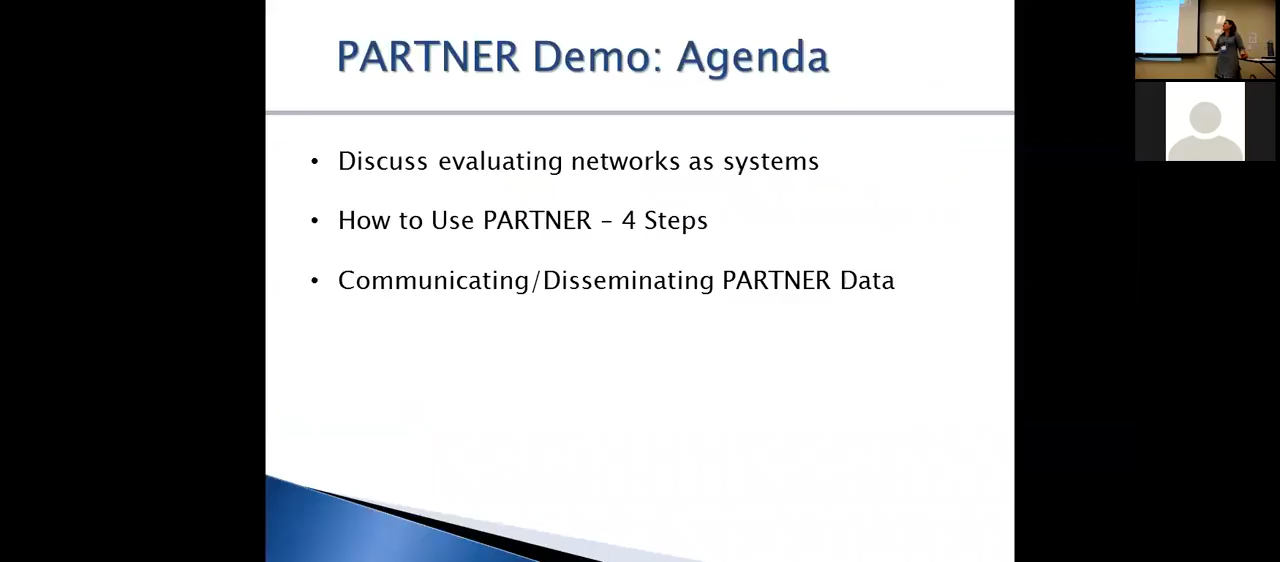 PARTNER Demo: Agenda
• Discuss evaluating networks as systems
• How to Use PARTNER – 4 Steps
• Communicating/Disseminating PARTNER Data